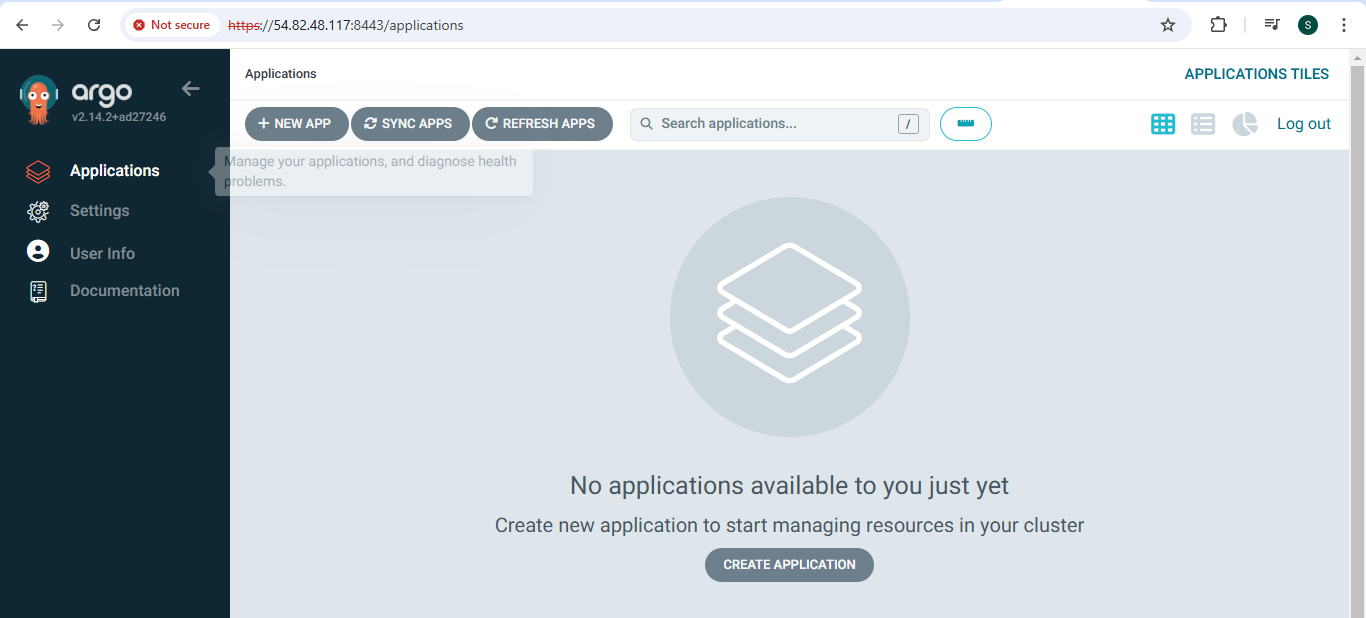 Not secure https://54.82.48.117:8443/applications
S
argo
v2.14.2+ad27246
Applications
Settings
User Info
Documentation
Applications
APPLICATIONS TILES
+ NEW APP SYNC APPS REFRESH APPS Search applications... / Log out
Manage your applications, and diagnose health
problems.
No applications available to you just yet
Create new application to start managing resources in your cluster
CREATE APPLICATION